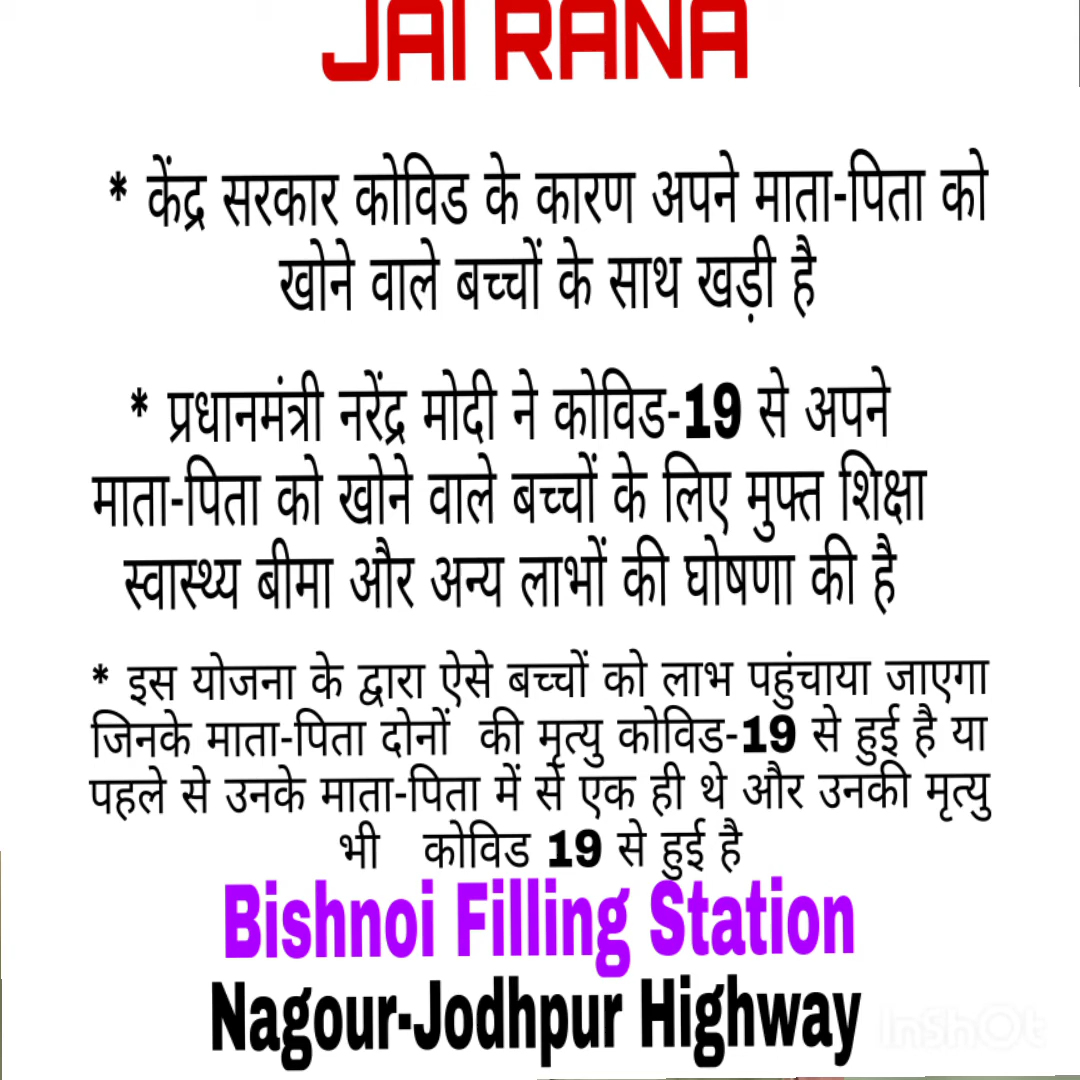 JAI RANA
* केंद्र सरकार कोविड के कारण अपने माता-पिता को
खोने वाले बच्चों के साथ खड़ी है
* प्रधानमंत्री नरेंद्र मोदी ने कोविड-19 से अपने
माता-पिता को खोने वाले बच्चों के लिए मुफ्त शिक्षा
स्वास्थ्य बीमा और अन्य लाभों की घोषणा की है
* इस योजना के द्वारा ऐसे बच्चों को लाभ पहुंचाया जाएगा
जिनके माता-पिता दोनों की मृत्यु कोविड-19 से हुई है या
पहले से उनके माता-पिता में से एक ही थे और उनकी मृत्यु
भी कोविड 19 से हुई है
Bishnoi Filling Station
Nagour-Jodhpur Highway
InShOt